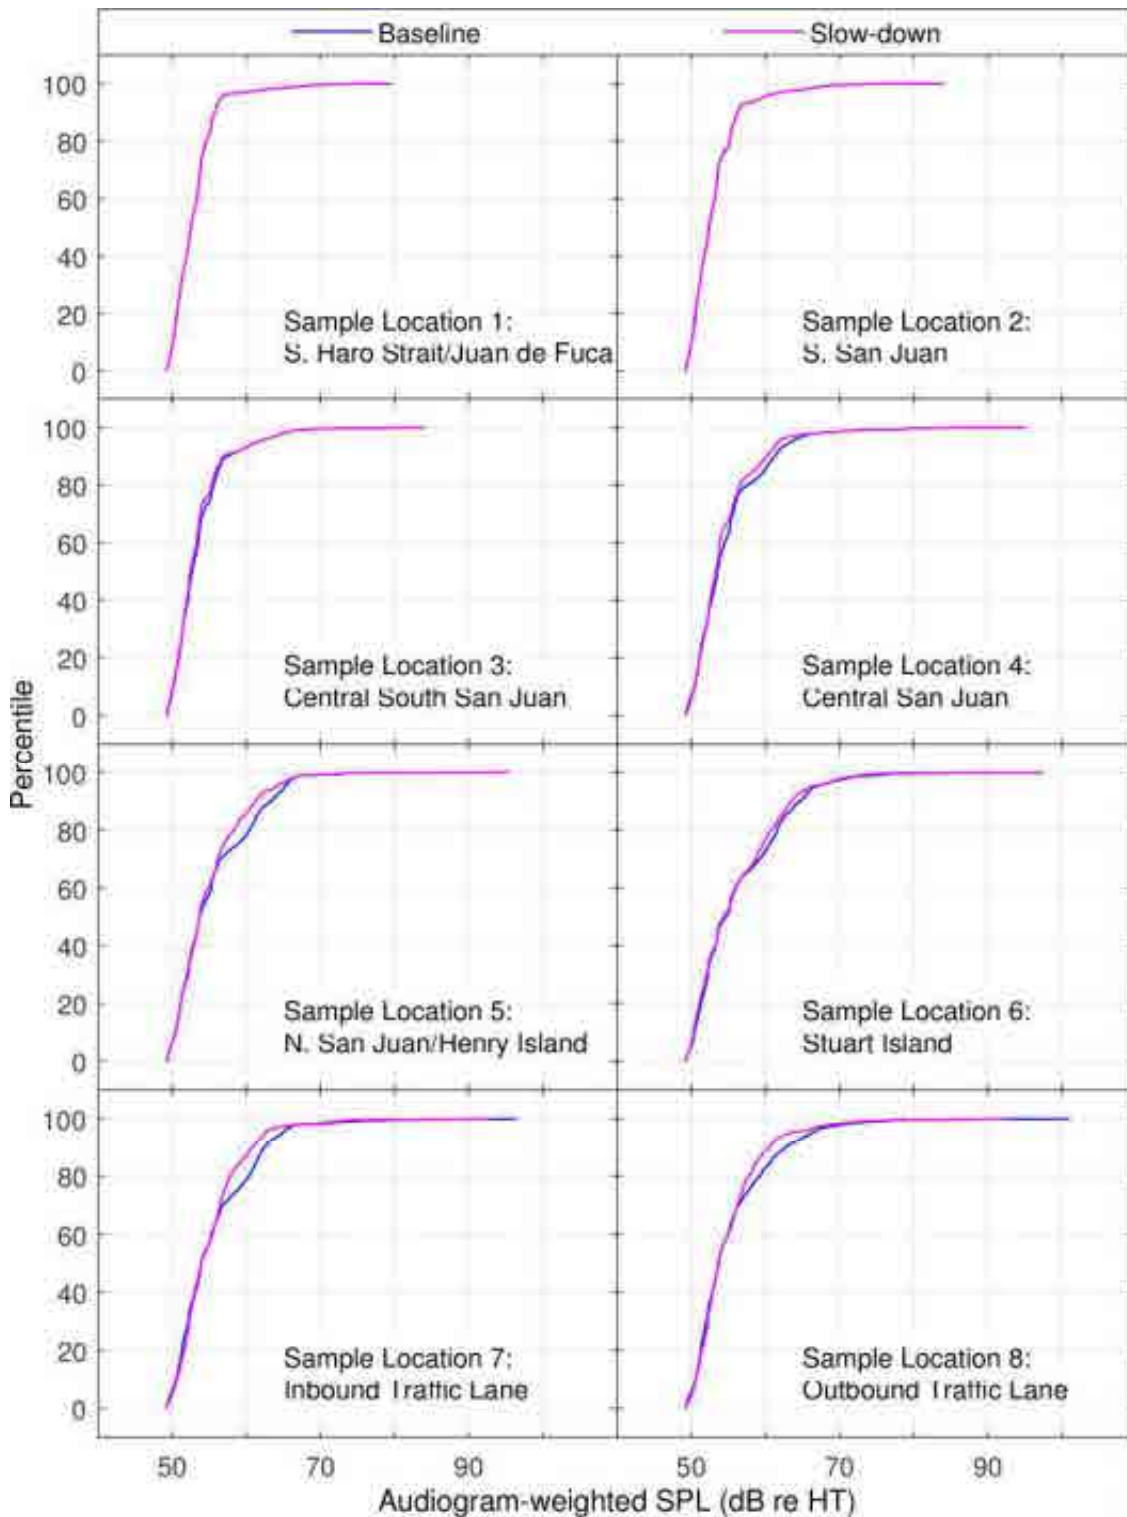 Baseline
Slow-down
100
80
60
40
20
0
Sample Location 1:
S. Haro Strait/Juan de Fuca
Sample Location 2:
S. San Juan
100
80
60
40
20
0
Sample Location 3:
Central South San Juan
Sample Location 4:
Central San Juan
Percentile
100
80
60
40
20
0
Sample Location 5:
N. San Juan/Henry Island
Sample Location 6:
Stuart Island
100
80
60
40
20
0
Sample Location 7:
Inbound Traffic Lane
Sample Location 8:
Outbound Traffic Lane
50 70 90
50 70 90
Audiogram-weighted SPL (dB re HT)